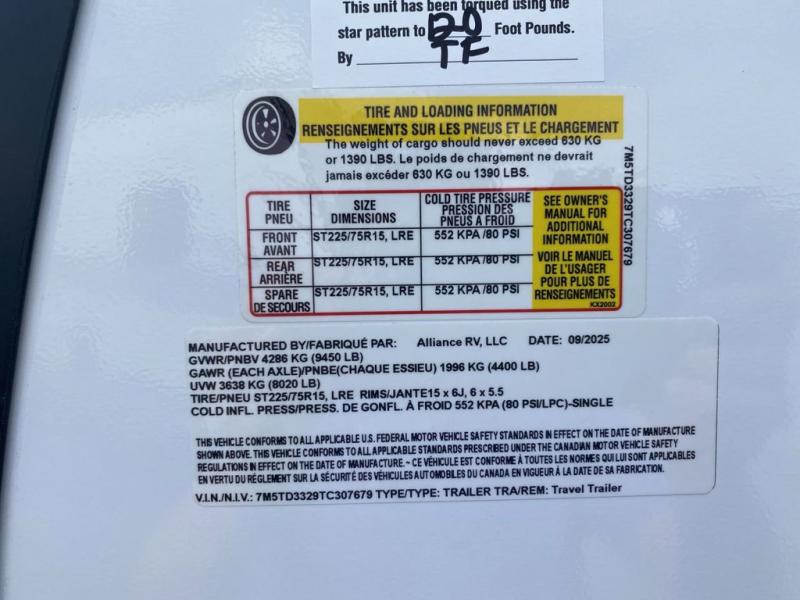 This unit has been torqued using the
star pattern to 120 Foot Pounds.
By TF
TIRE AND LOADING INFORMATION
RENSEIGNEMENTS SUR LES PNEUS ET LE CHARGEMENT
The weight of cargo should never exceed 630 KG
or 1390 LBS. Le poids de chargement ne devrait
jamais excéder 630 KG ou 1390 LBS.
TIRE PNEU SIZE DIMENSIONS COLD TIRE PRESSURE PRESSION DES PNEUS A FROID
FRONT AVANT ST225/75R15, LRE 552 KPA /80 PSI
REAR ARRIÈRE ST225/75R15, LRE 552 KPA /80 PSI
SPARE DE SECOURS ST225/75R15, LRE 552 KPA /80 PSI
SEE OWNER'S
MANUAL FOR
ADDITIONAL
INFORMATION
VOIR LE MANUEL
DE L'USAGER
POUR PLUS DE
RENSEIGNEMENTS
KX2002
7M5TD3329TC307679
MANUFACTURED BY/FABRIQUÉ PAR: Alliance RV, LLC DATE: 09/2025
GVWR/PNBV 4286 KG (9450 LB)
GAWR (EACH AXLE)/PNBE(CHAQUE ESSIEU) 1996 KG (4400 LB)
UVW 3638 KG (8020 LB)
TIRE/PNEU ST225/75R15, LRE RIMS/JANTE15 x 6J, 6 x 5.5
COLD INFL. PRESS/PRESS. DE GONFL. À FROID 552 KPA (80 PSI/LPC)-SINGLE
THIS VEHICLE CONFORMS TO ALL APPLICABLE U.S. FEDERAL MOTOR VEHICLE SAFETY STANDARDS IN EFFECT ON THE DATE OF MANUFACTURE
SHOWN ABOVE. THIS VEHICLE CONFORMS TO ALL APPLICABLE STANDARDS PRESCRIBED UNDER THE CANADIAN MOTOR VEHICLE SAFETY
REGULATIONS IN EFFECT ON THE DATE OF MANUFACTURE. ~ CE VÉHICULE EST CONFORME À TOUTES LES NORMES QUI LUI SONT APPLICABLES
EN VERTU DU RÉGLEMENT SUR LA SÉCURITÉ DES VÉHICULES AUTOMOBILES DU CANADA EN VIGUEUR À LA DATE DE SA FABRICATION.
V.I.N./N.I.V.: 7M5TD3329TC307679 TYPE/TYPE: TRAILER TRA/REM: Travel Trailer